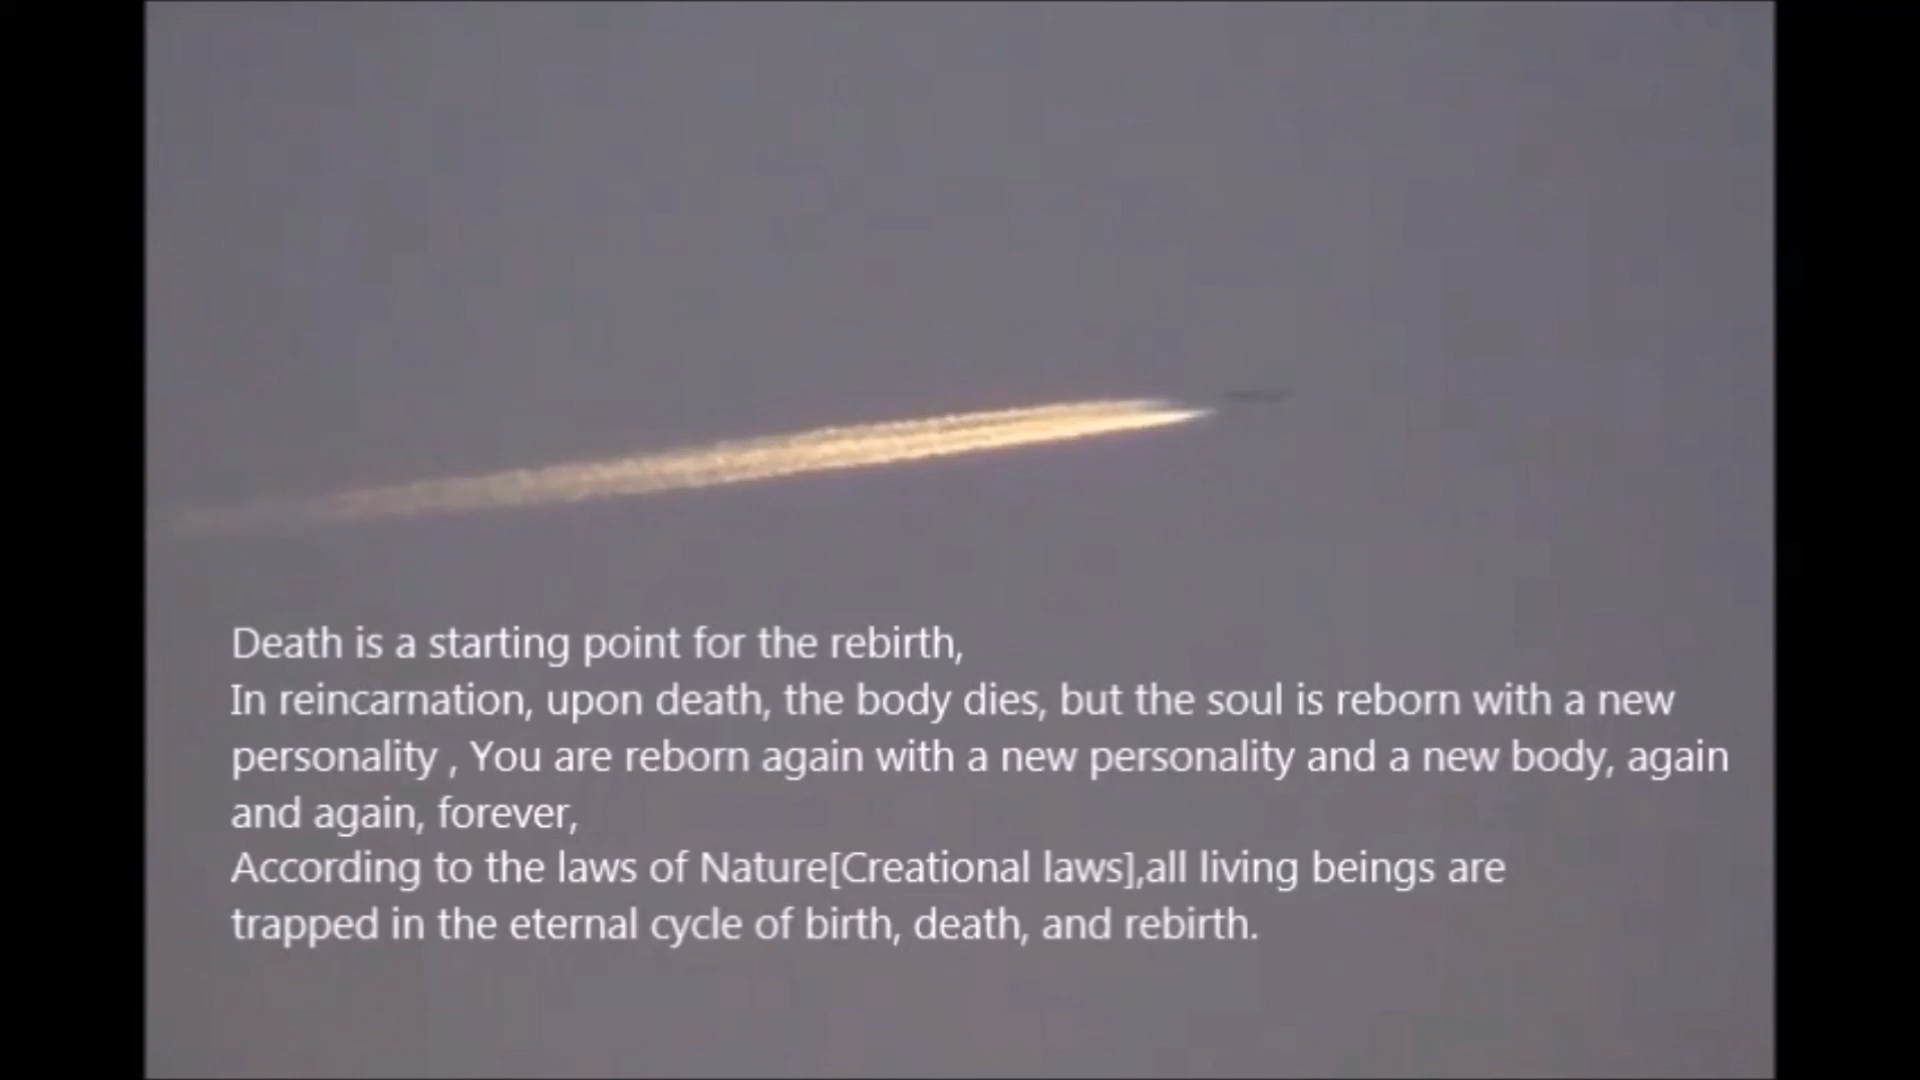 Death is a starting point for the rebirth,
In reincarnation, upon death, the body dies, but the soul is reborn with a new
personality , You are reborn again with a new personality and a new body, again
and again, forever,
According to the laws of Nature[Creational laws],all living beings are
trapped in the eternal cycle of birth, death, and rebirth.